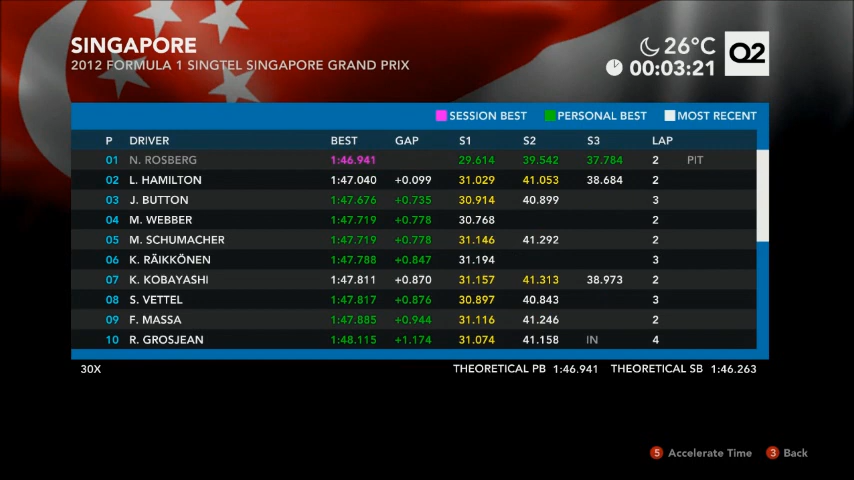 SINGAPORE
2012 FORMULA 1 SINGTEL SINGAPORE GRAND PRIX
26°C
00:03:21
Q2
SESSION BEST PERSONAL BEST MOST RECENT
P DRIVER BEST GAP S1 S2 S3 LAP
01 N. ROSBERG 1:46.941 29.614 39.542 37.784 2 PIT
02 L. HAMILTON 1:47.040 +0.099 31.029 41.053 38.684 2
03 J. BUTTON 1:47.676 +0.735 30.914 40.899 3
04 M. WEBBER 1:47.719 +0.778 30.768 2
05 M. SCHUMACHER 1:47.719 +0.778 31.146 41.292 2
06 K. RÄIKKÖNEN 1:47.788 +0.847 31.194 3
07 K. KOBAYASHI 1:47.811 +0.870 31.157 41.313 38.973 2
08 S. VETTEL 1:47.817 +0.876 30.897 40.843 3
09 F. MASSA 1:47.885 +0.944 31.116 41.246 2
10 R. GROSJEAN 1:48.115 +1.174 31.074 41.158 IN 4
30X THEORETICAL PB 1:46.941 THEORETICAL SB 1:46.263
5 Accelerate Time 3 Back